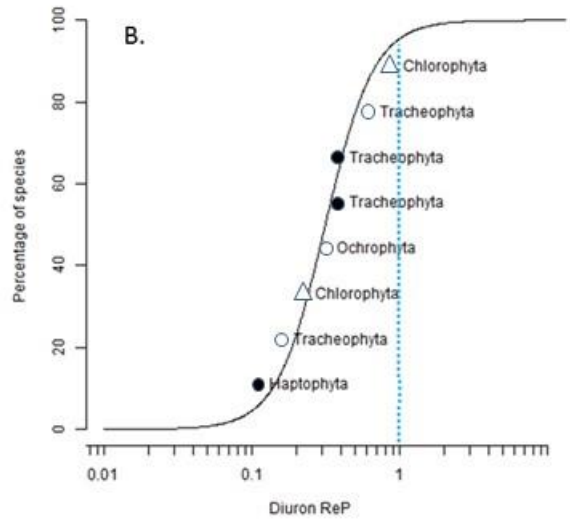 B.
100
80
60
40
20
0
Percentage of species
Chlorophyta
Tracheophyta
Tracheophyta
Tracheophyta
Ochrophyta
Chlorophyta
Tracheophyta
Haptophyta
0.01
0.1
1
Diuron ReP